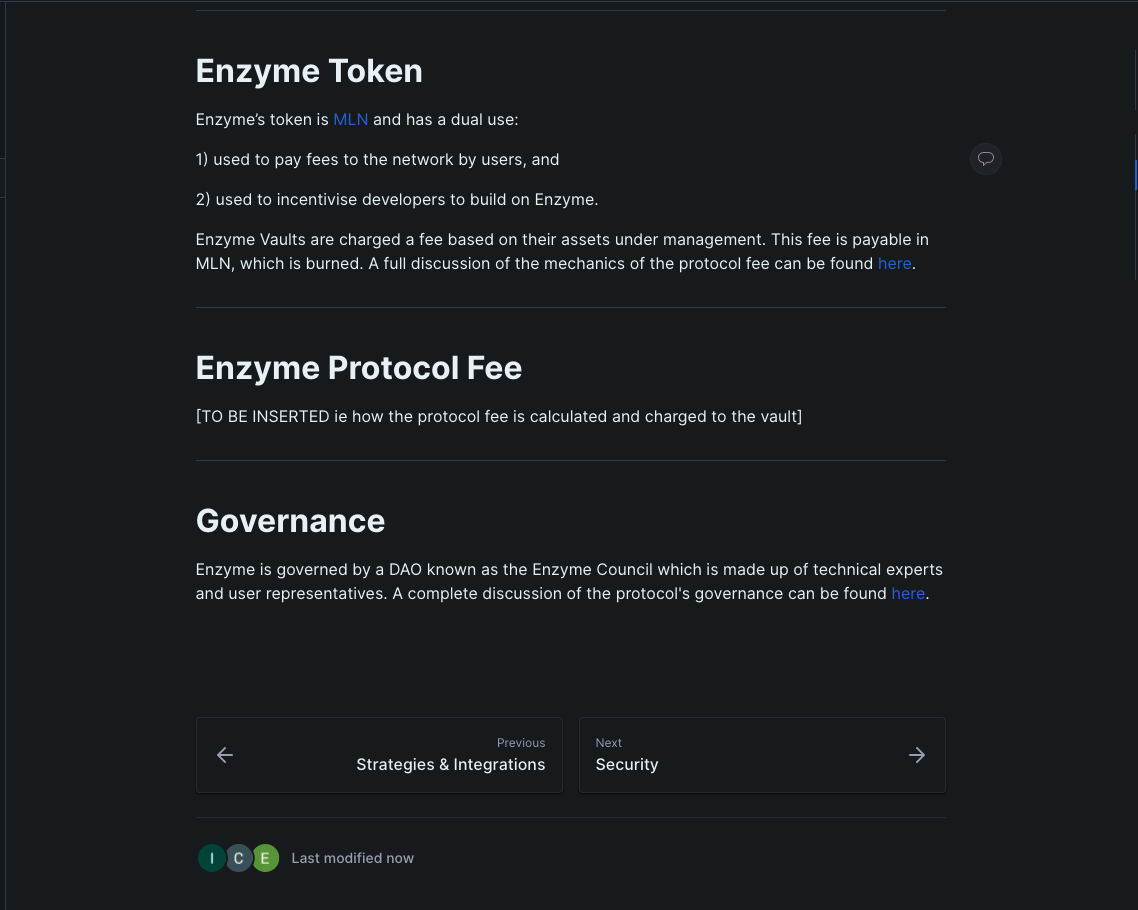 Enzyme Token
Enzyme’s token is MLN and has a dual use:
1) used to pay fees to the network by users, and
2) used to incentivise developers to build on Enzyme.
Enzyme Vaults are charged a fee based on their assets under management. This fee is payable in
MLN, which is burned. A full discussion of the mechanics of the protocol fee can be found here.
Enzyme Protocol Fee
[TO BE INSERTED ie how the protocol fee is calculated and charged to the vault]
Governance
Enzyme is governed by a DAO known as the Enzyme Council which is made up of technical experts
and user representatives. A complete discussion of the protocol's governance can be found here.
Previous
Strategies & Integrations
Next
Security
I C E Last modified now